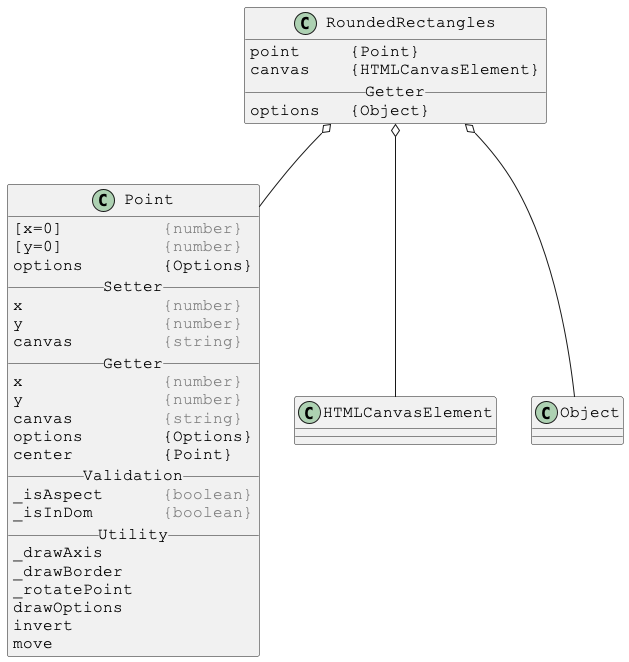 C RoundedRectangles
point {Point}
canvas {HTMLCanvasElement}
Getter
options {Object}
C Point
[x=0] {number}
[y=0] {number}
options {Options}
Setter
x {number}
y {number}
canvas {string}
Getter
x {number}
y {number}
canvas {string}
options {Options}
center {Point}
Validation
_isAspect {boolean}
_isInDom {boolean}
Utility
_drawAxis
_drawBorder
_rotatePoint
drawOptions
invert
move
C HTMLCanvasElement
C Object